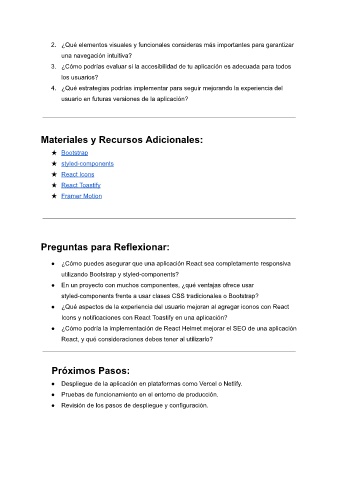 2. ¿Qué elementos visuales y funcionales consideras más importantes para garantizar
una navegación intuitiva?
3. ¿Cómo podrías evaluar si la accesibilidad de tu aplicación es adecuada para todos
los usuarios?
4. ¿Qué estrategias podrías implementar para seguir mejorando la experiencia del
usuario en futuras versiones de la aplicación?
Materiales y Recursos Adicionales:
★ Bootstrap
★ styled-components
★ React Icons
★ React Toastify
★ Framer Motion
Preguntas para Reflexionar:
● ¿Cómo puedes asegurar que una aplicación React sea completamente responsiva
utilizando Bootstrap y styled-components?
● En un proyecto con muchos componentes, ¿qué ventajas ofrece usar
styled-components frente a usar clases CSS tradicionales o Bootstrap?
● ¿Qué aspectos de la experiencia del usuario mejoran al agregar íconos con React
Icons y notificaciones con React Toastify en una aplicación?
● ¿Cómo podría la implementación de React Helmet mejorar el SEO de una aplicación
React, y qué consideraciones debes tener al utilizarlo?
Próximos Pasos:
● Despliegue de la aplicación en plataformas como Vercel o Netlify.
● Pruebas de funcionamiento en el entorno de producción.
● Revisión de los pasos de despliegue y configuración.